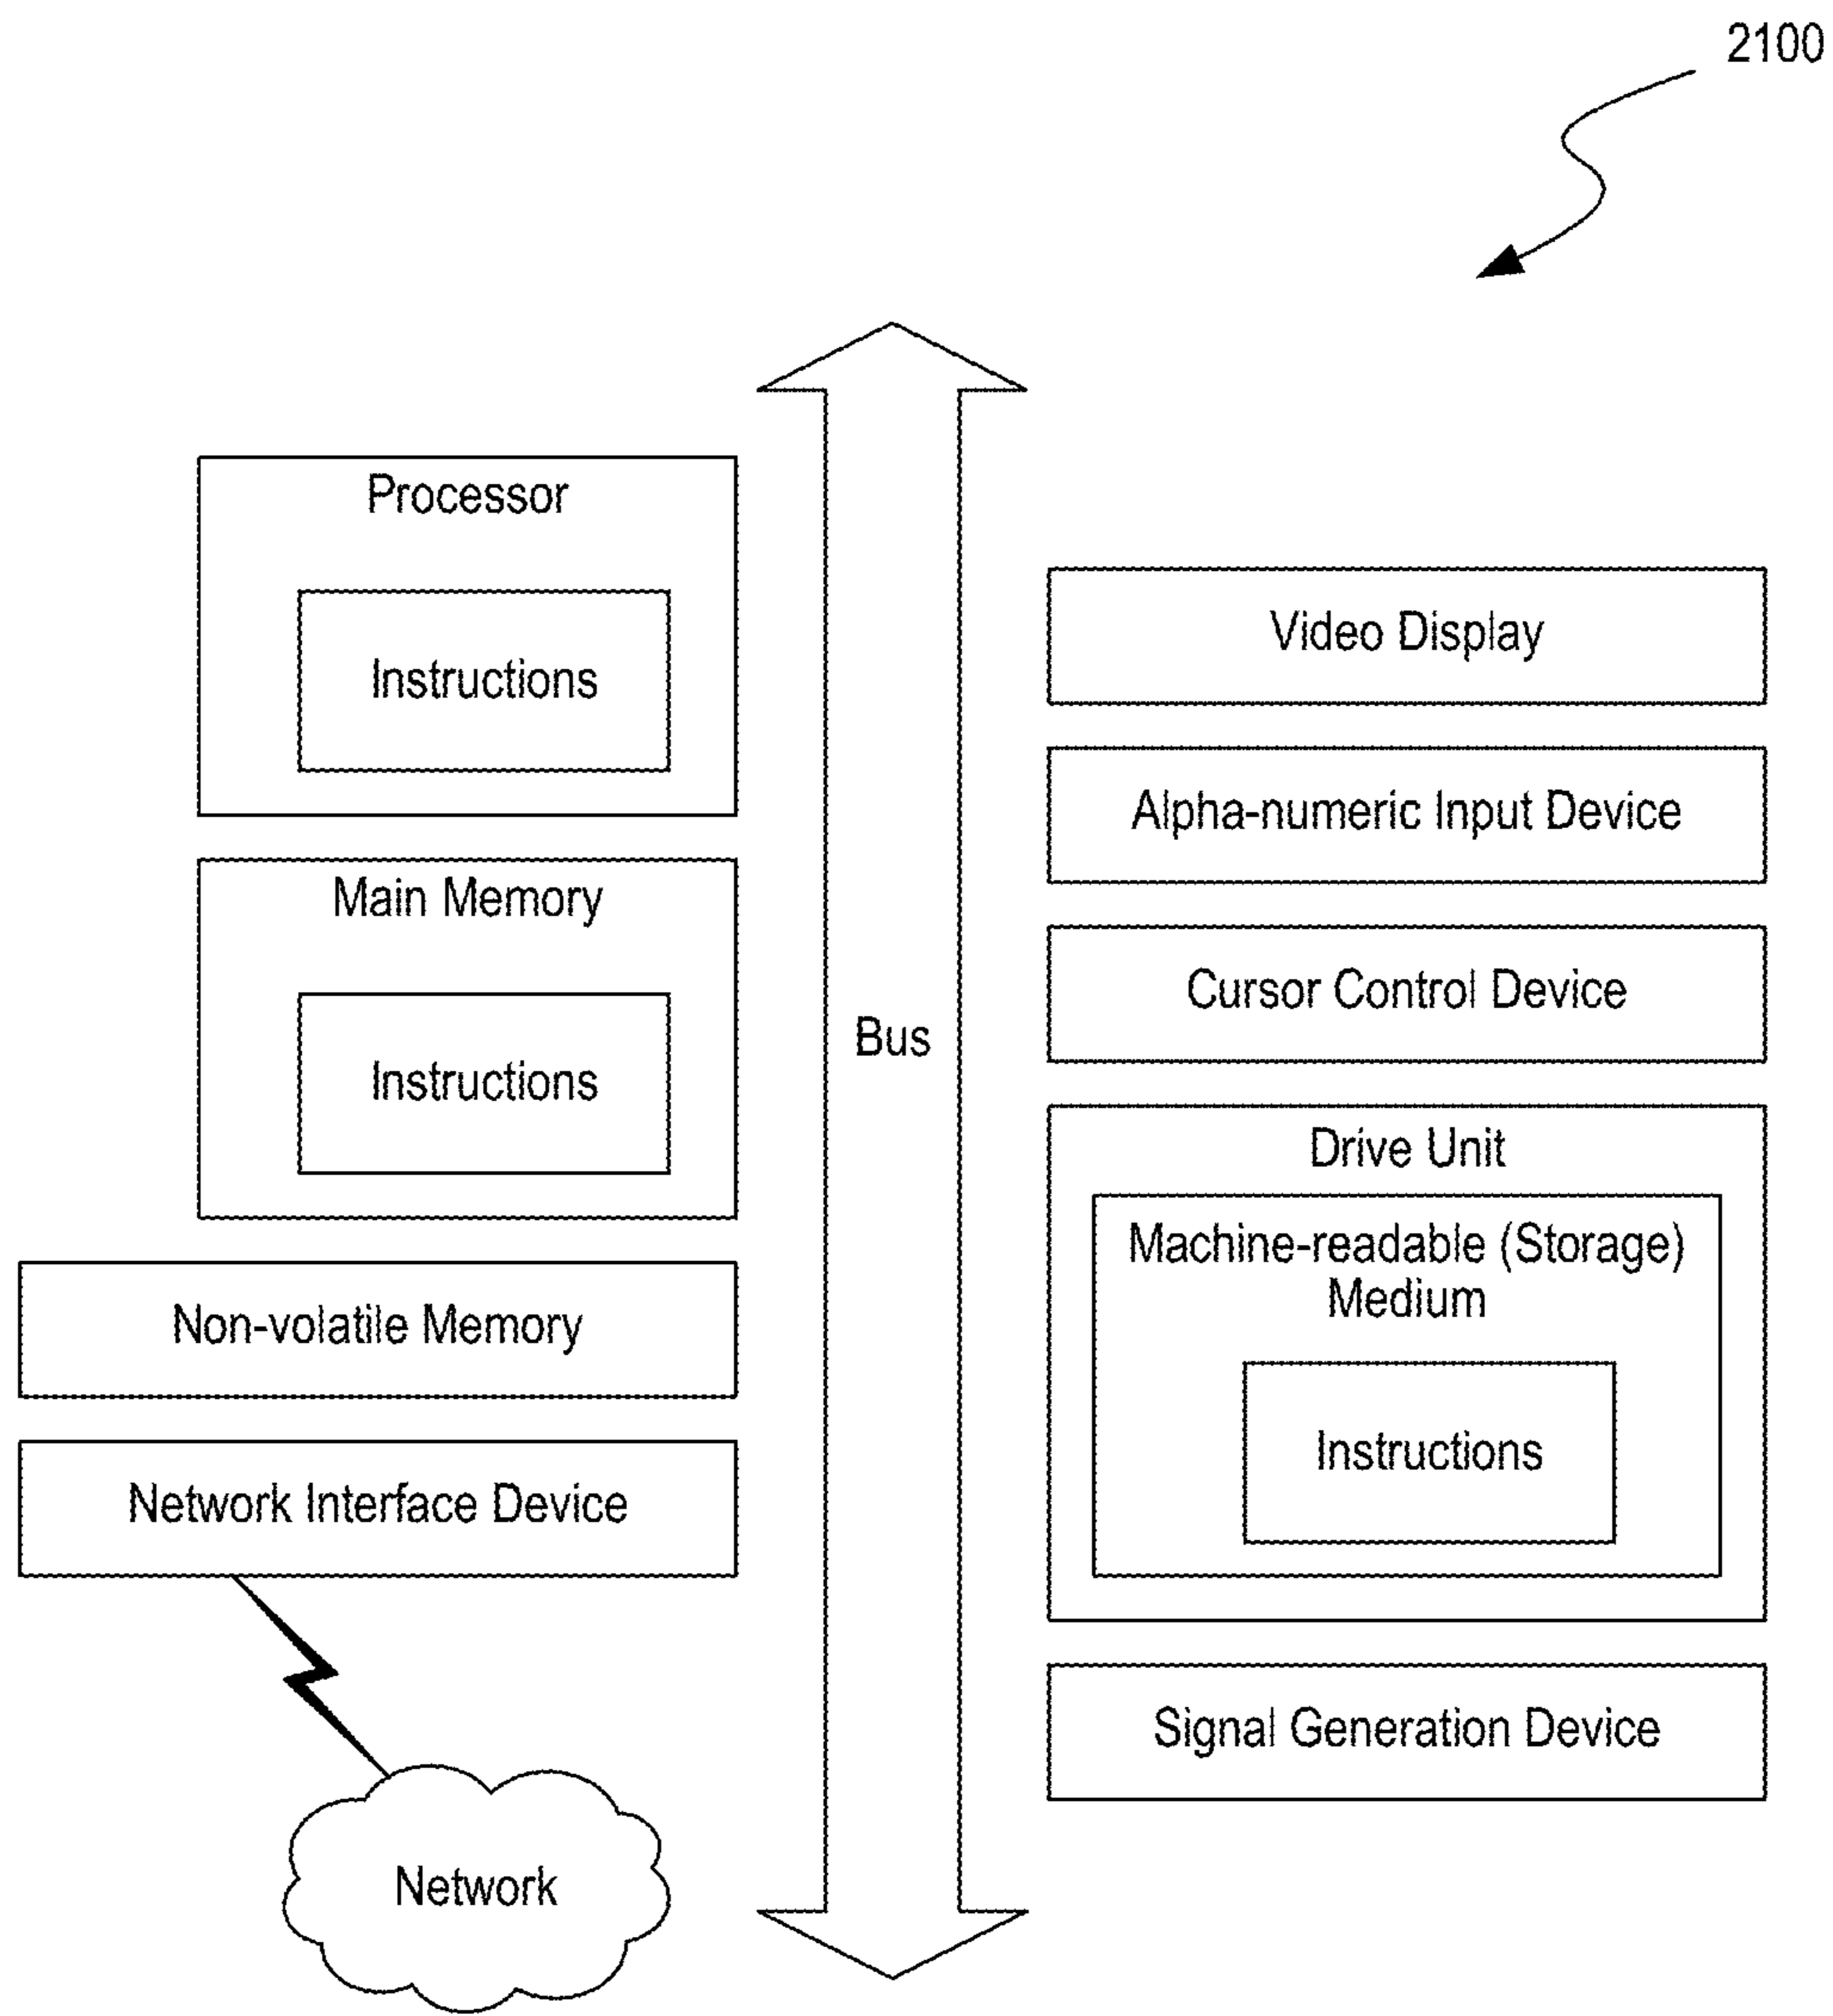 2100
Processor
Instructions
Main Memory
Instructions
Non-volatile Memory
Network Interface Device
Network
Bus
Video Display
Alpha-numeric Input Device
Cursor Control Device
Drive Unit
Machine-readable (Storage)
Medium
Instructions
Signal Generation Device